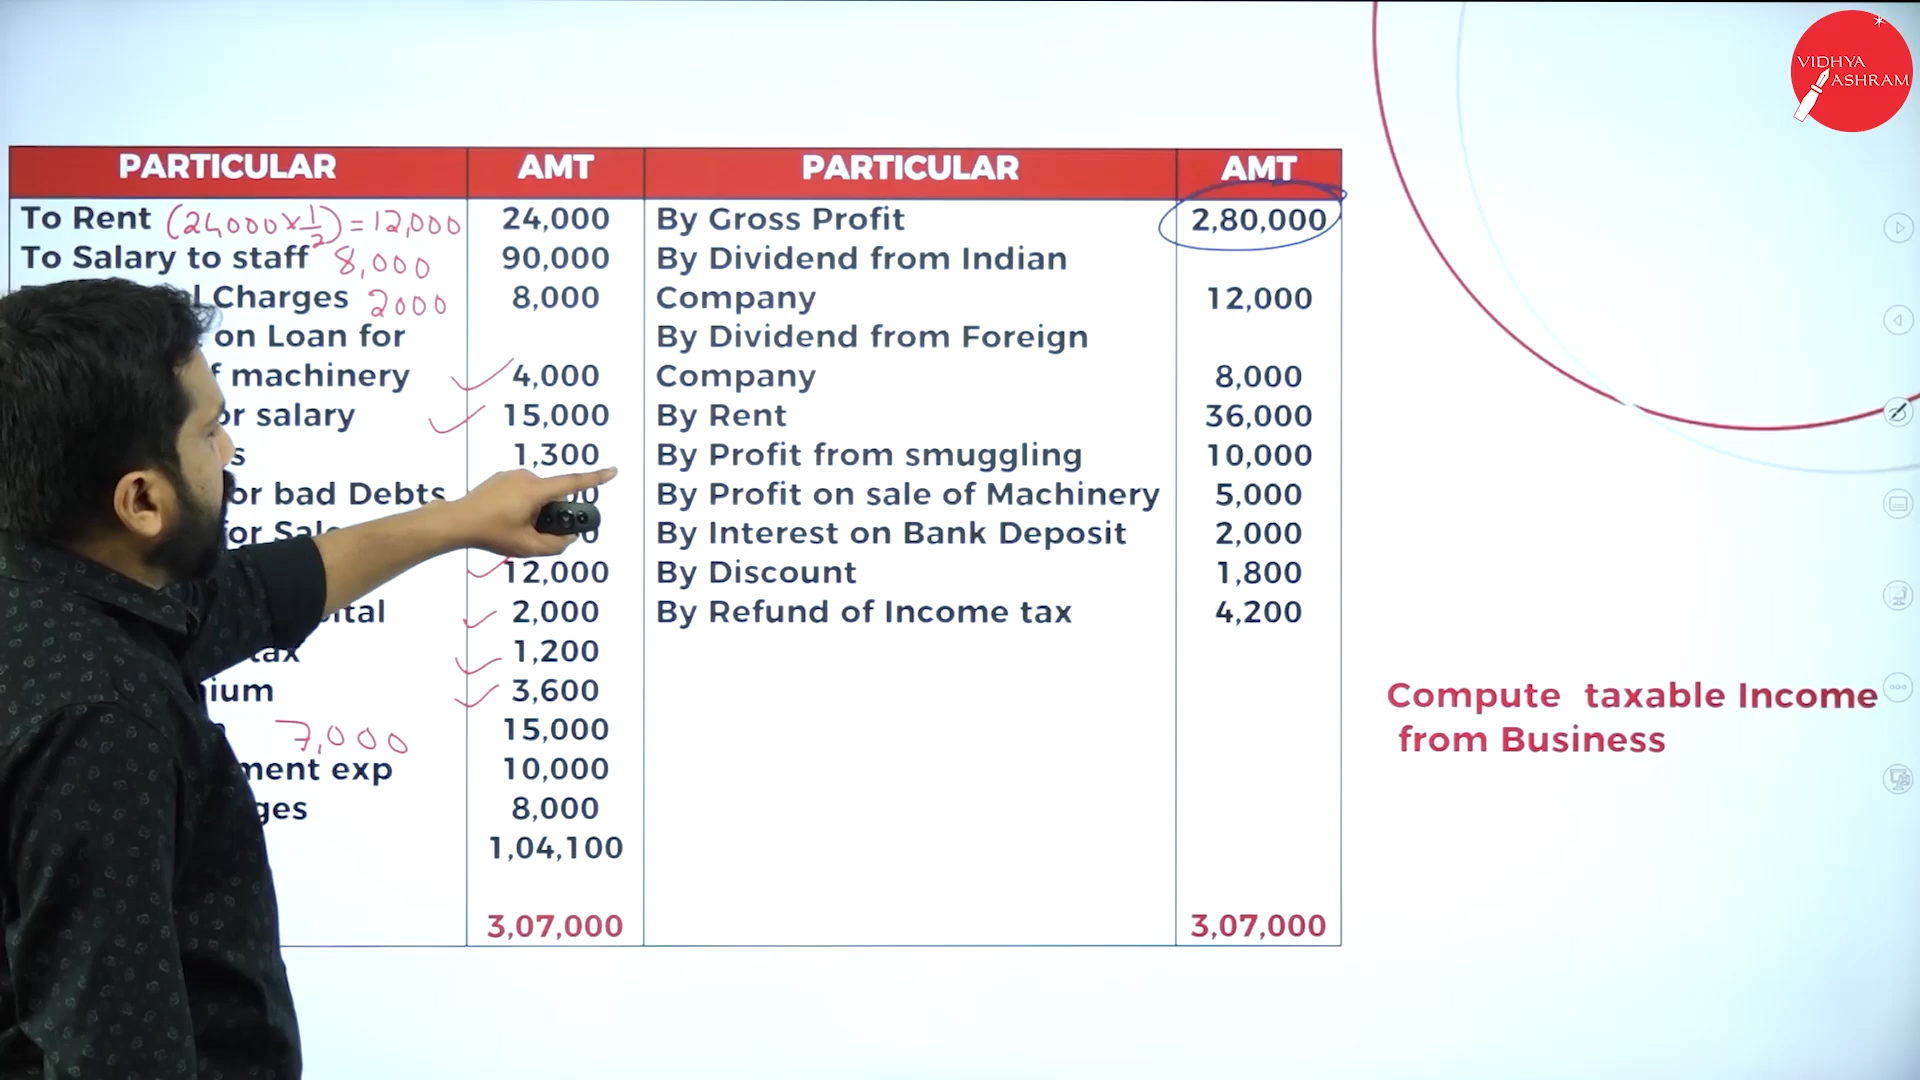 VIDHYA
ASHRAM
PARTICULAR AMT PARTICULAR AMT
To Rent (24000×1/2)=12,000 24,000 By Gross Profit 2,80,000
To Salary to staff 8,000 90,000 By Dividend from Indian
Charges 2000 8,000 Company 12,000
on Loan for By Dividend from Foreign
machinery 4,000 Company 8,000
salary 15,000 By Rent 36,000
1,300 By Profit from smuggling 10,000
bad Debts By Profit on sale of Machinery 5,000
for By Interest on Bank Deposit 2,000
12,000 By Discount 1,800
2,000 By Refund of Income tax 4,200
tax 1,200
3,600
7,000 15,000
exp 10,000
8,000
1,04,100
3,07,000 3,07,000
Compute taxable Income
from Business